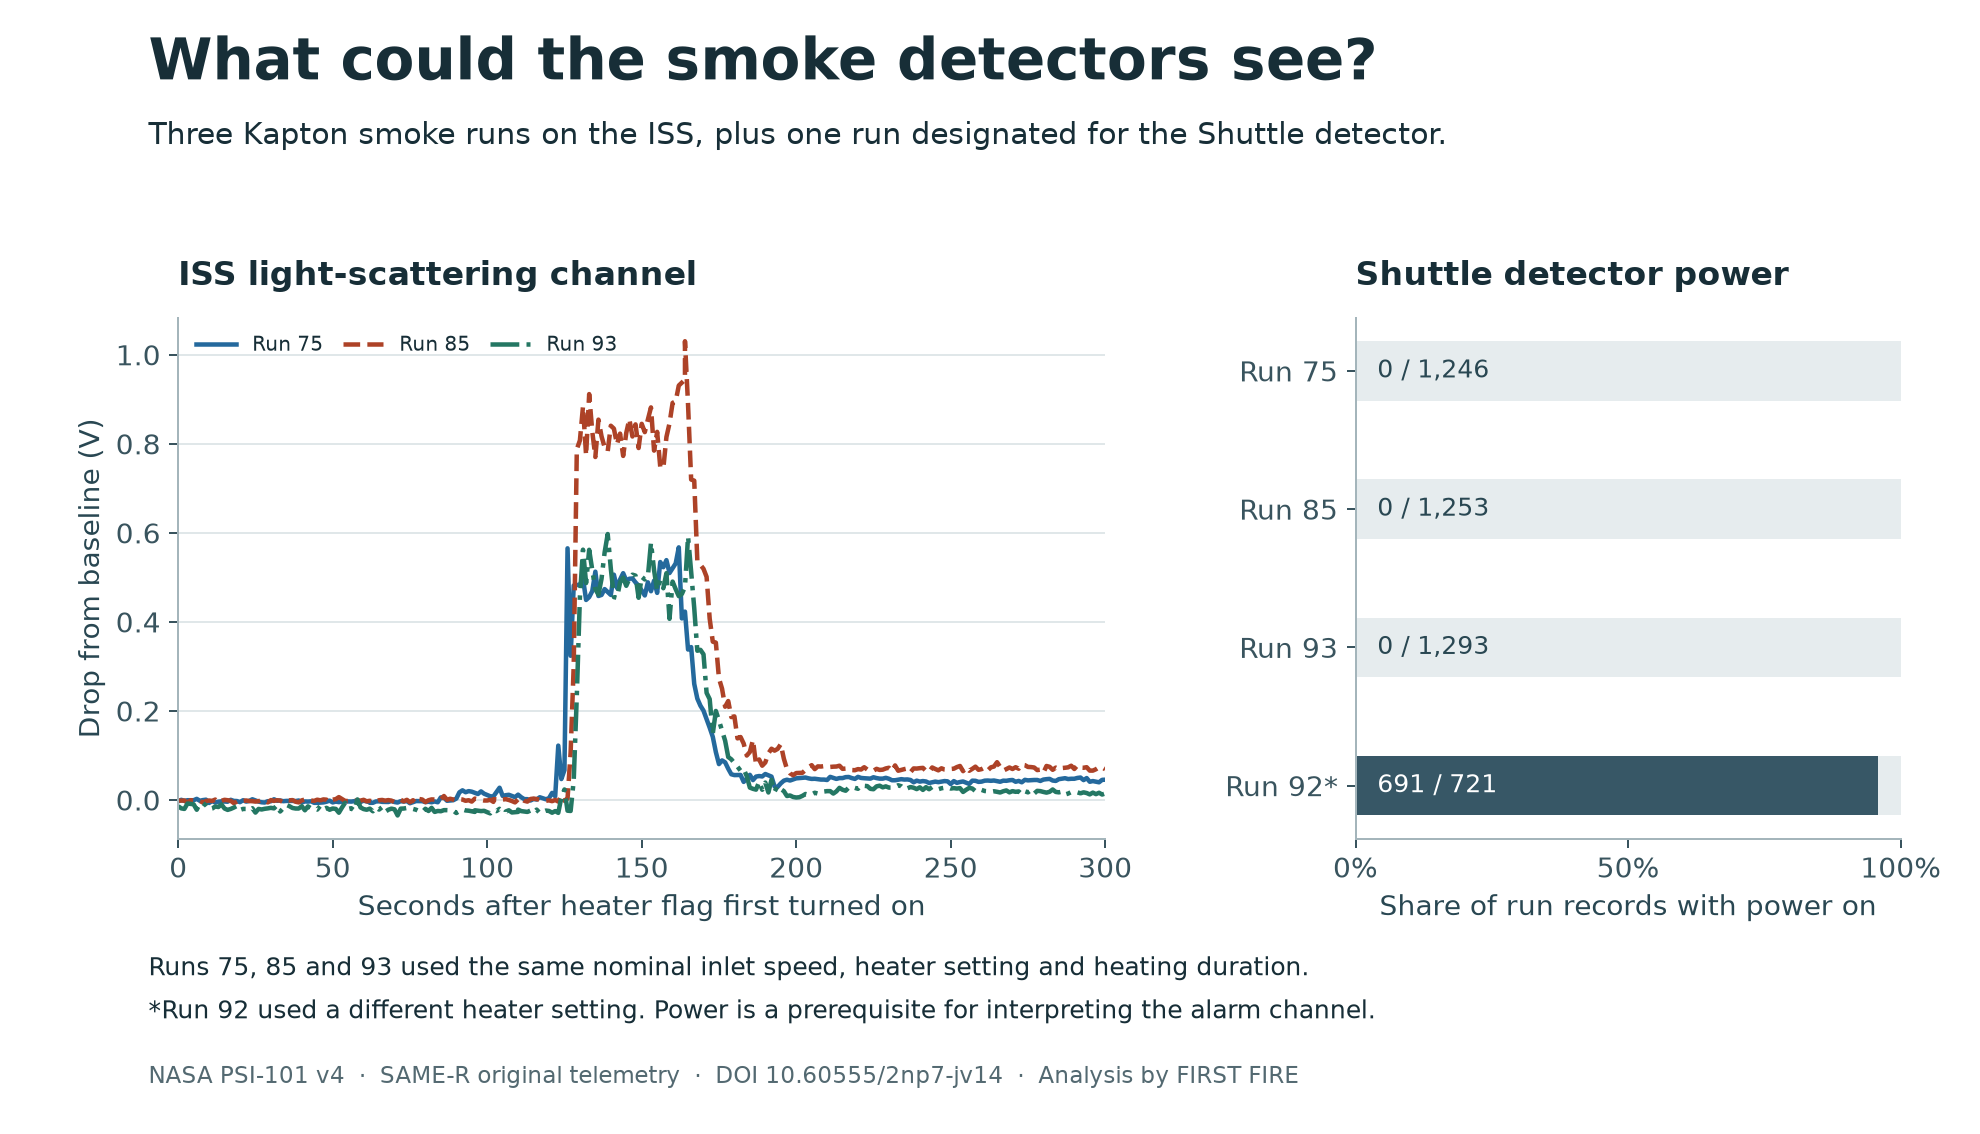 What could the smoke detectors see?
Three Kapton smoke runs on the ISS, plus one run designated for the Shuttle detector.
ISS light-scattering channel
Run 75
Run 85
Run 93
Drop from baseline (V)
1.0
0.8
0.6
0.4
0.2
0.0
0
50
100
150
200
250
300
Seconds after heater flag first turned on
Shuttle detector power
Run 75
0 / 1,246
Run 85
0 / 1,253
Run 93
0 / 1,293
Run 92*
691 / 721
0%
50%
100%
Share of run records with power on
Runs 75, 85 and 93 used the same nominal inlet speed, heater setting and heating duration.
*Run 92 used a different heater setting. Power is a prerequisite for interpreting the alarm channel.
NASA PSI-101 v4 · SAME-R original telemetry · DOI 10.60555/2np7-jv14 · Analysis by FIRST FIRE